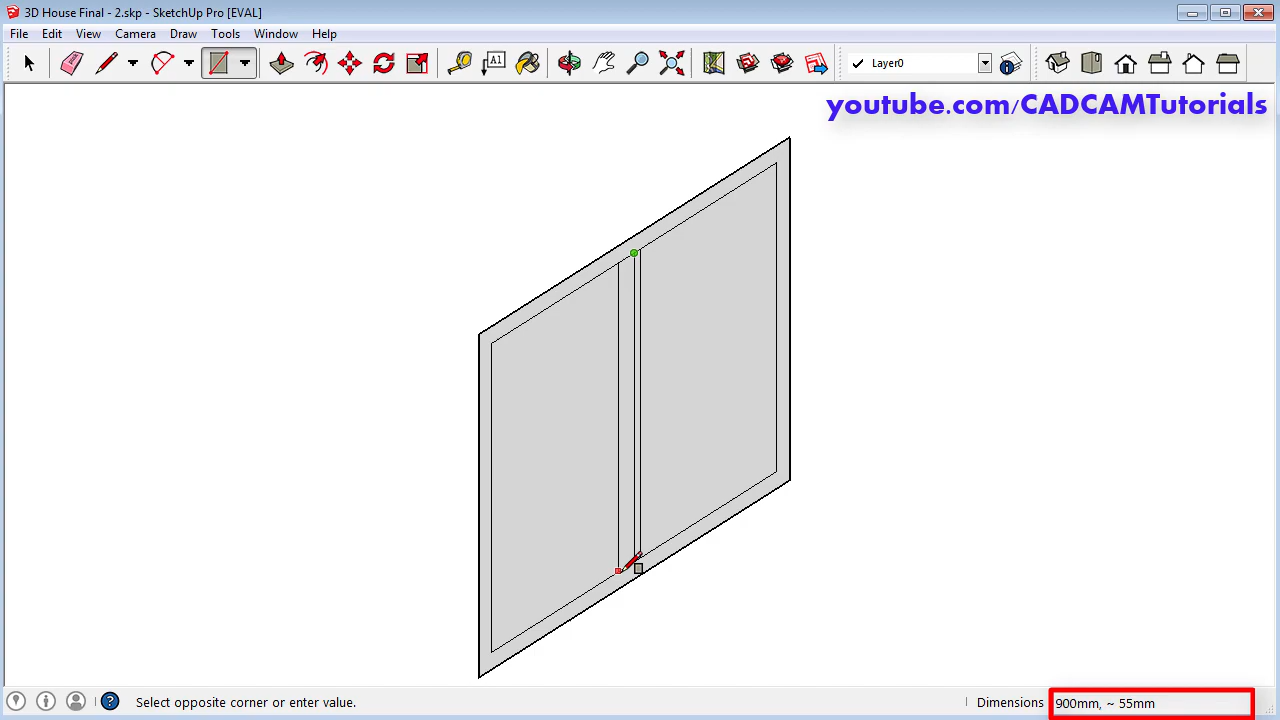 3D House Final - 2.skp - SketchUp Pro [EVAL]
File Edit View Camera Draw Tools Window Help
A1
Layer0
youtube.com/CADCAMTutorials
Select opposite corner or enter value.
Dimensions 900mm, ~ 55mm